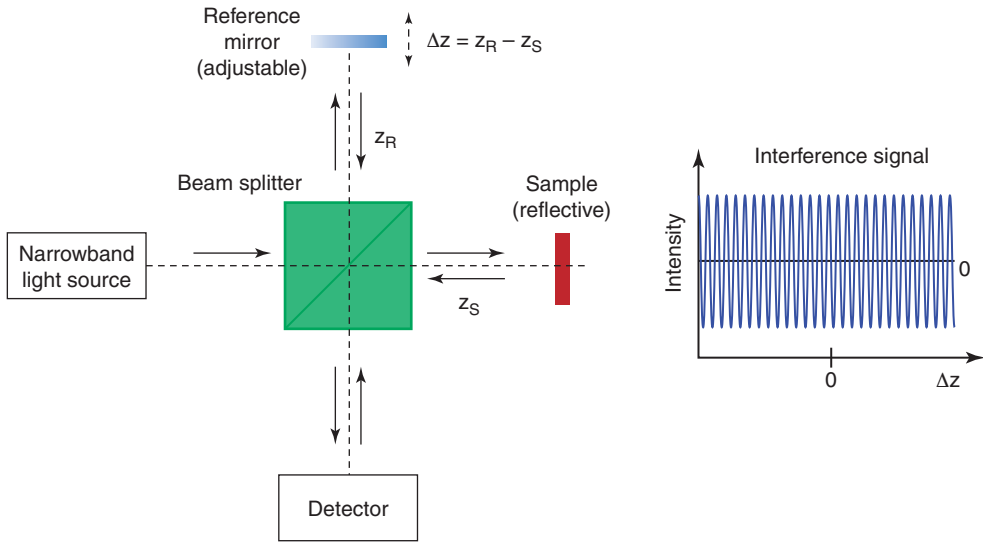 Reference
mirror
(adjustable)
Δz = z_R – z_S
z_R
Beam splitter
Sample
(reflective)
Narrowband
light source
z_S
Detector
Interference signal
Intensity
0
0
Δz